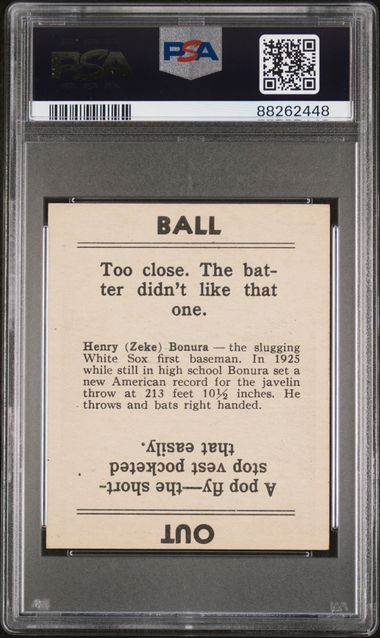 PSA
PSA
88262448
BALL
Too close. The bat-
ter didn't like that
one.
Henry (Zeke) Bonura — the slugging
White Sox first baseman. In 1925
while still in high school Bonura set a
new American record for the javelin
throw at 213 feet 10½ inches. He
throws and bats right handed.
OUT
A pop fly—the short-
stop vest pocketed
that easily.